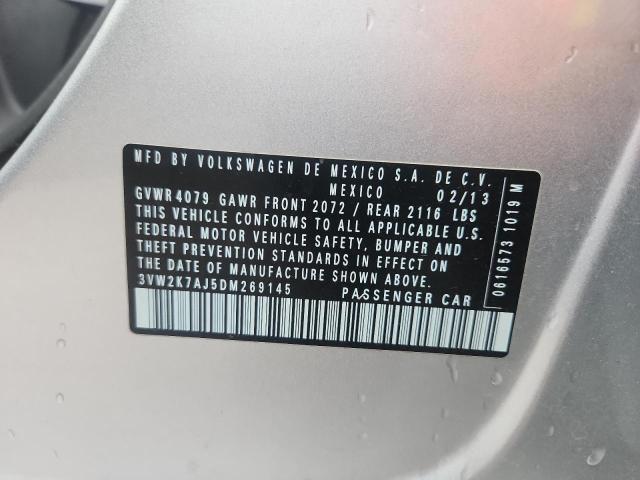 MFD BY VOLKSWAGEN DE MEXICO S.A. DE C.V.
MEXICO 02/13
GVWR 4079 GAWR FRONT 2072 / REAR 2116 LBS
THIS VEHICLE CONFORMS TO ALL APPLICABLE U.S.
FEDERAL MOTOR VEHICLE SAFETY, BUMPER AND
THEFT PREVENTION STANDARDS IN EFFECT ON
THE DATE OF MANUFACTURE SHOWN ABOVE.
3VW2K7AJ5DM269145 PASSENGER CAR
0616573 1019 M